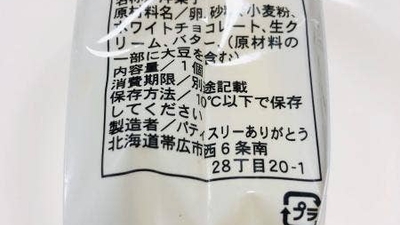 名称/洋菓子
原材料名/卵、砂糖、小麦粉、
ホワイトチョコレート、生ク
リーム、バター、(原材料の
一部に大豆を含む)
内容量/1個
消費期限/別途記載
保存方法/10℃以下で保存
してください
製造者/パティスリーありがとう
北海道帯広市西6条南
28丁目20-1
プラ